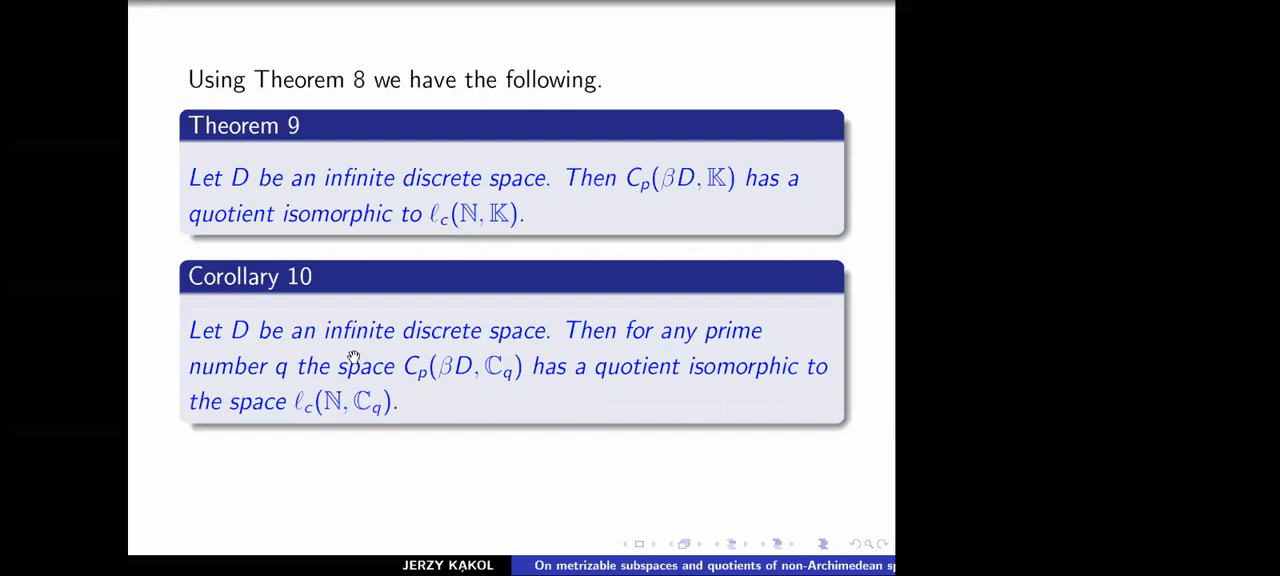 Using Theorem 8 we have the following.
Theorem 9
Let D be an infinite discrete space. Then Cₚ(βD, 𝕂) has a
quotient isomorphic to ℓ_c(ℕ, 𝕂).
Corollary 10
Let D be an infinite discrete space. Then for any prime
number q the space Cₚ(βD, ℂ_q) has a quotient isomorphic to
the space ℓ_c(ℕ, ℂ_q).
JERZY KĄKOL On metrizable subspaces and quotients of non-Archimedean sp